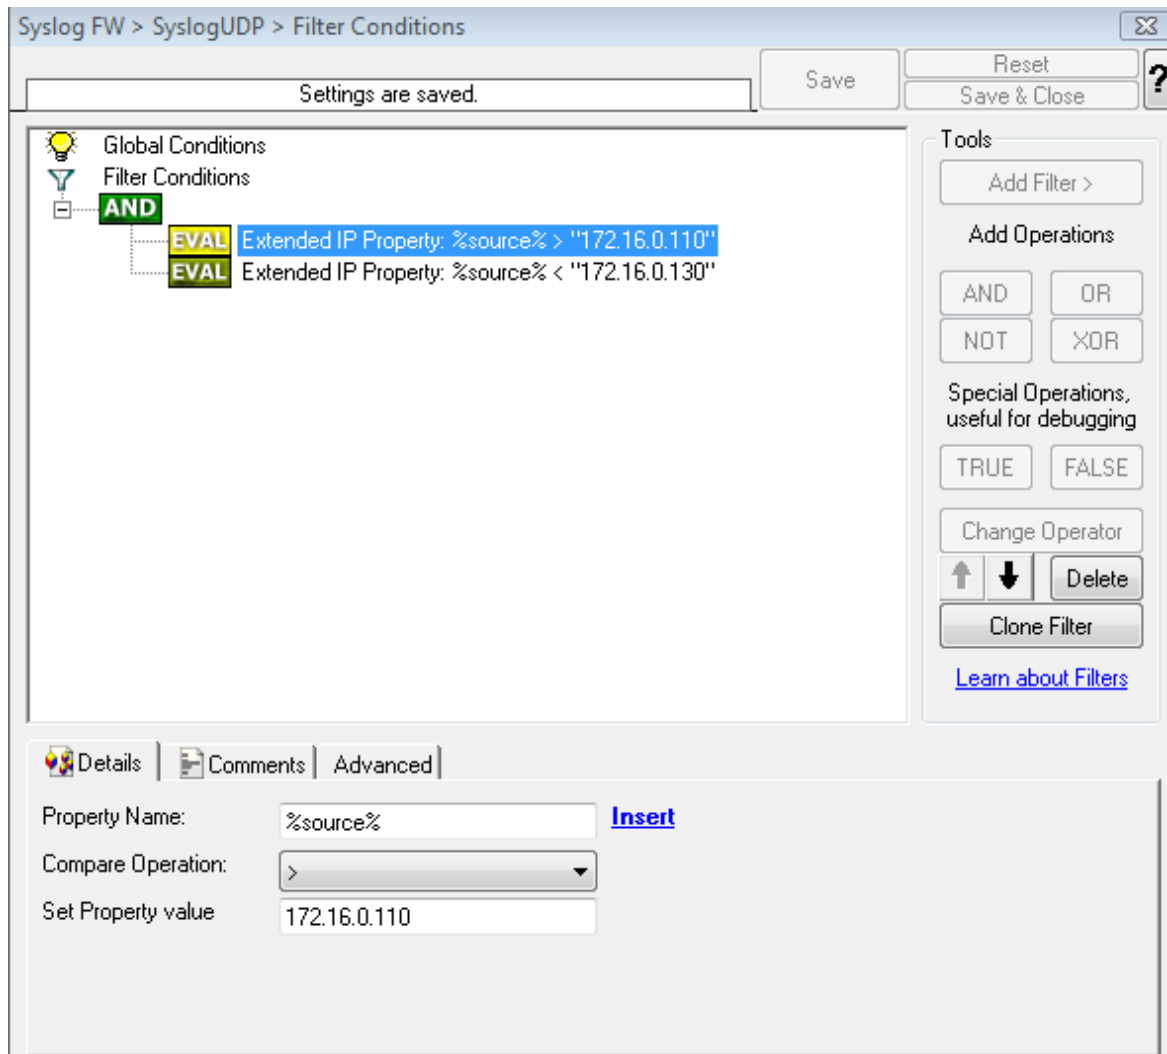 Syslog FW > SyslogUDP > Filter Conditions
Settings are saved.
Save
Reset
Save & Close
?
Global Conditions
Filter Conditions
AND
EVAL Extended IP Property: %source% > "172.16.0.110"
EVAL Extended IP Property: %source% < "172.16.0.130"
Tools
Add Filter >
Add Operations
AND OR
NOT XOR
Special Operations,
useful for debugging
TRUE FALSE
Change Operator
Delete
Clone Filter
Learn about Filters
Details Comments Advanced
Property Name: %source% Insert
Compare Operation: >
Set Property value 172.16.0.110